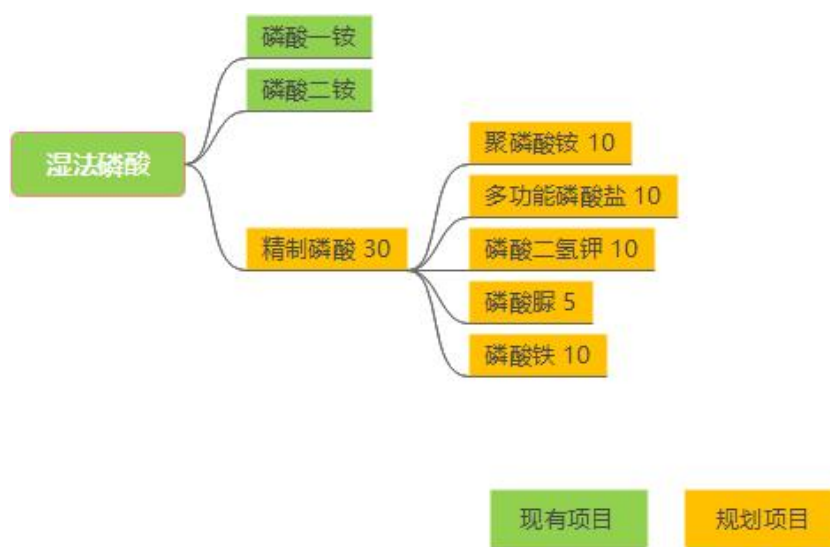 磷酸一铵
磷酸二铵
湿法磷酸
聚磷酸铵 10
多功能磷酸盐 10
精制磷酸 30
磷酸二氢钾 10
磷酸脲 5
磷酸铁 10
现有项目
规划项目